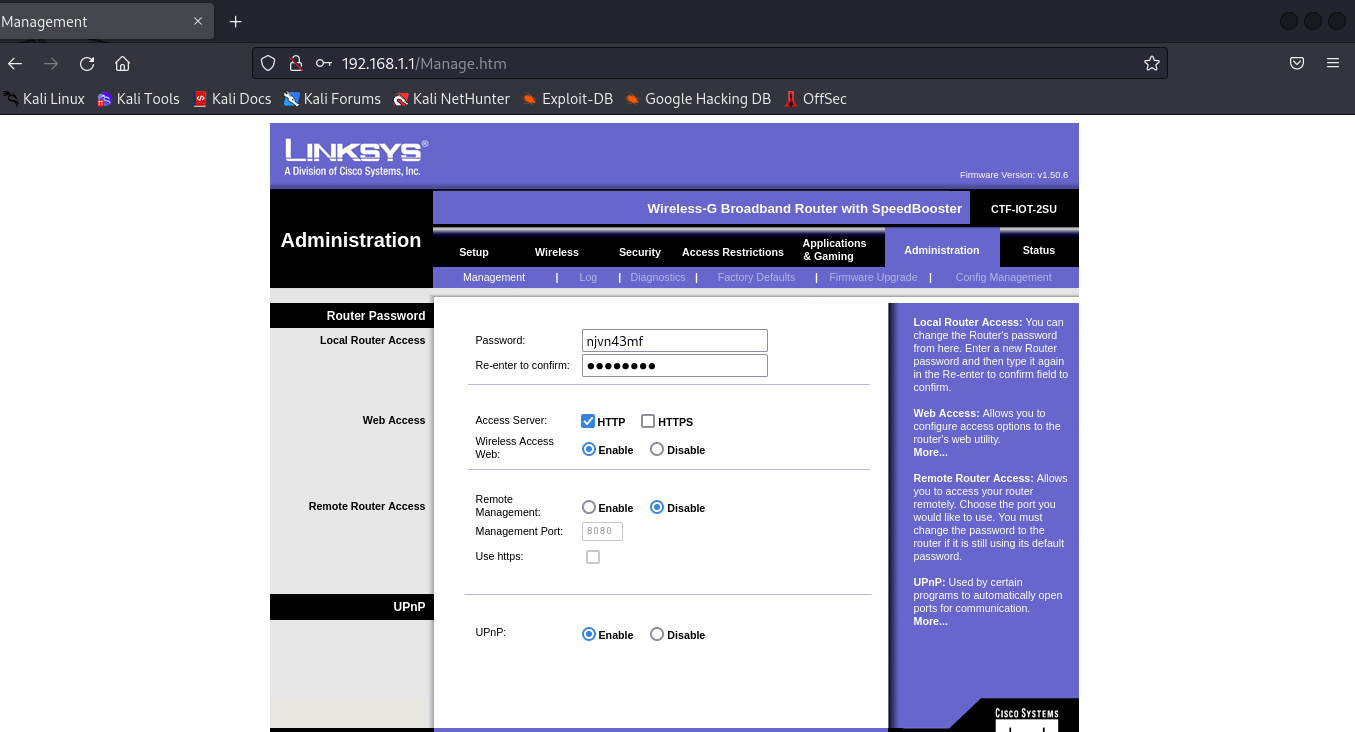 Management
192.168.1.1/Manage.htm
Kali Linux
Kali Tools
Kali Docs
Kali Forums
Kali NetHunter
Exploit-DB
Google Hacking DB
OffSec
LINKSYS®
A Division of Cisco Systems, Inc.
Firmware Version: v1.50.6
Wireless-G Broadband Router with SpeedBooster
CTF-IOT-2SU
Administration
Setup
Wireless
Security
Access Restrictions
Applications
& Gaming
Administration
Status
Management | Log | Diagnostics | Factory Defaults | Firmware Upgrade | Config Management
Router Password
Local Router Access
Password: njvn43mf
Re-enter to confirm: ●●●●●●●●
Web Access
Access Server: HTTP HTTPS
Wireless Access
Web: Enable Disable
Remote Router Access
Remote
Management: Enable Disable
Management Port: 8080
Use https:
UPnP
UPnP: Enable Disable
Local Router Access: You can
change the Router's password
from here. Enter a new Router
password and then type it again
in the Re-enter to confirm field to
confirm.
Web Access: Allows you to
configure access options to the
router's web utility.
More...
Remote Router Access: Allows
you to access your router
remotely. Choose the port you
would like to use. You must
change the password to the
router if it is still using its default
password.
UPnP: Used by certain
programs to automatically open
ports for communication.
More...
CISCO SYSTEMS